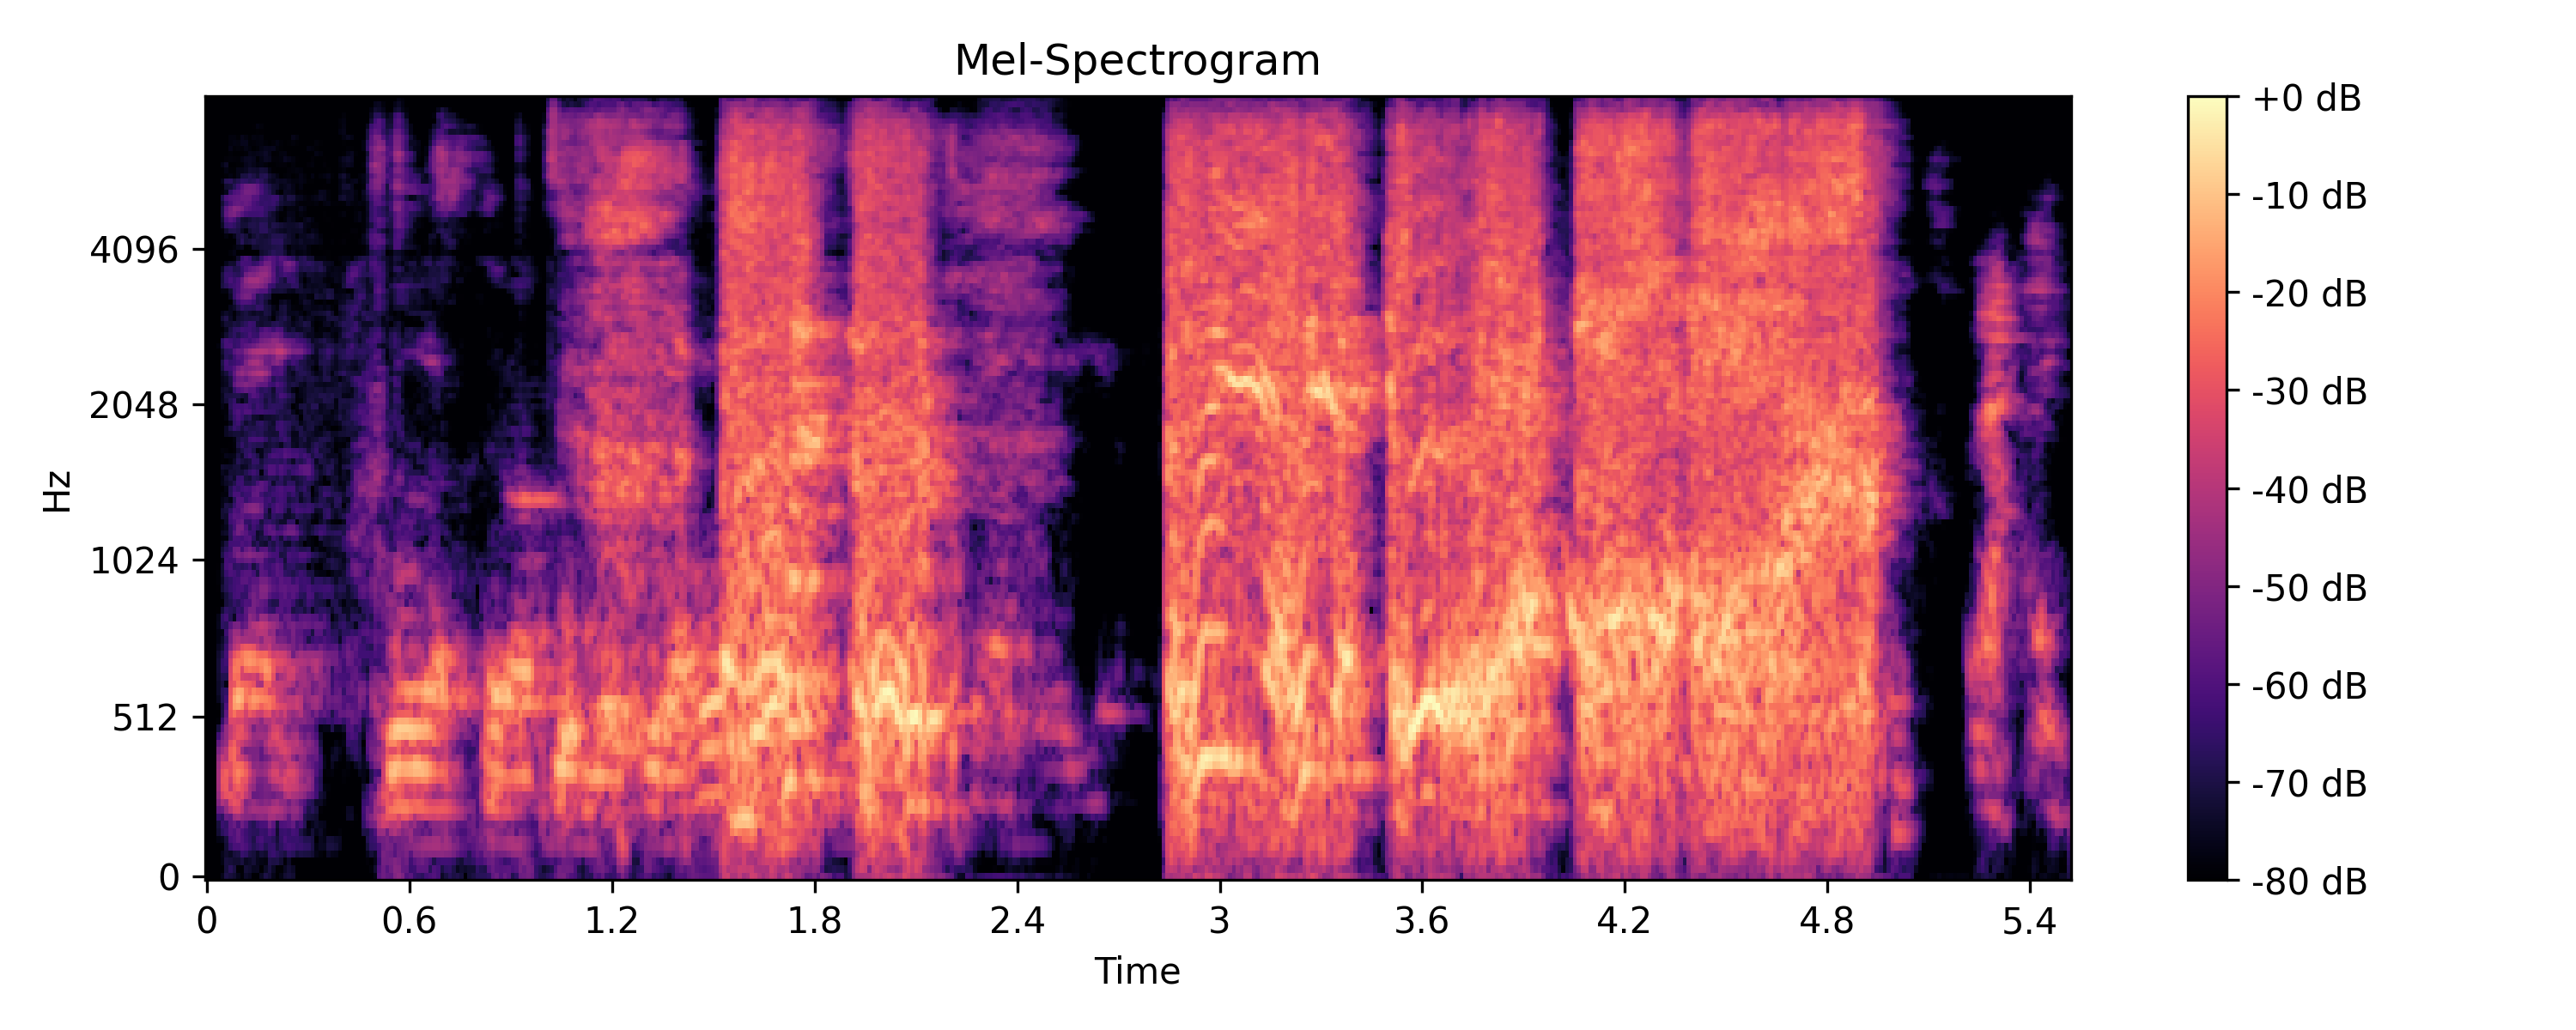 Mel-Spectrogram
Hz
4096
2048
1024
512
0
0 0.6 1.2 1.8 2.4 3 3.6 4.2 4.8 5.4
Time
+0 dB
-10 dB
-20 dB
-30 dB
-40 dB
-50 dB
-60 dB
-70 dB
-80 dB